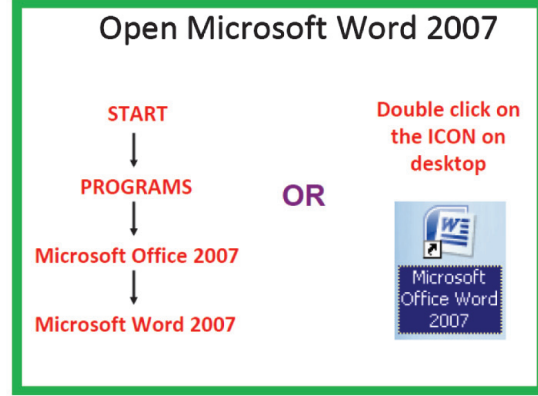 Open Microsoft Word 2007
START
PROGRAMS
Microsoft Office 2007
Microsoft Word 2007
OR
Double click on
the ICON on
desktop
W
Microsoft
Office Word
2007